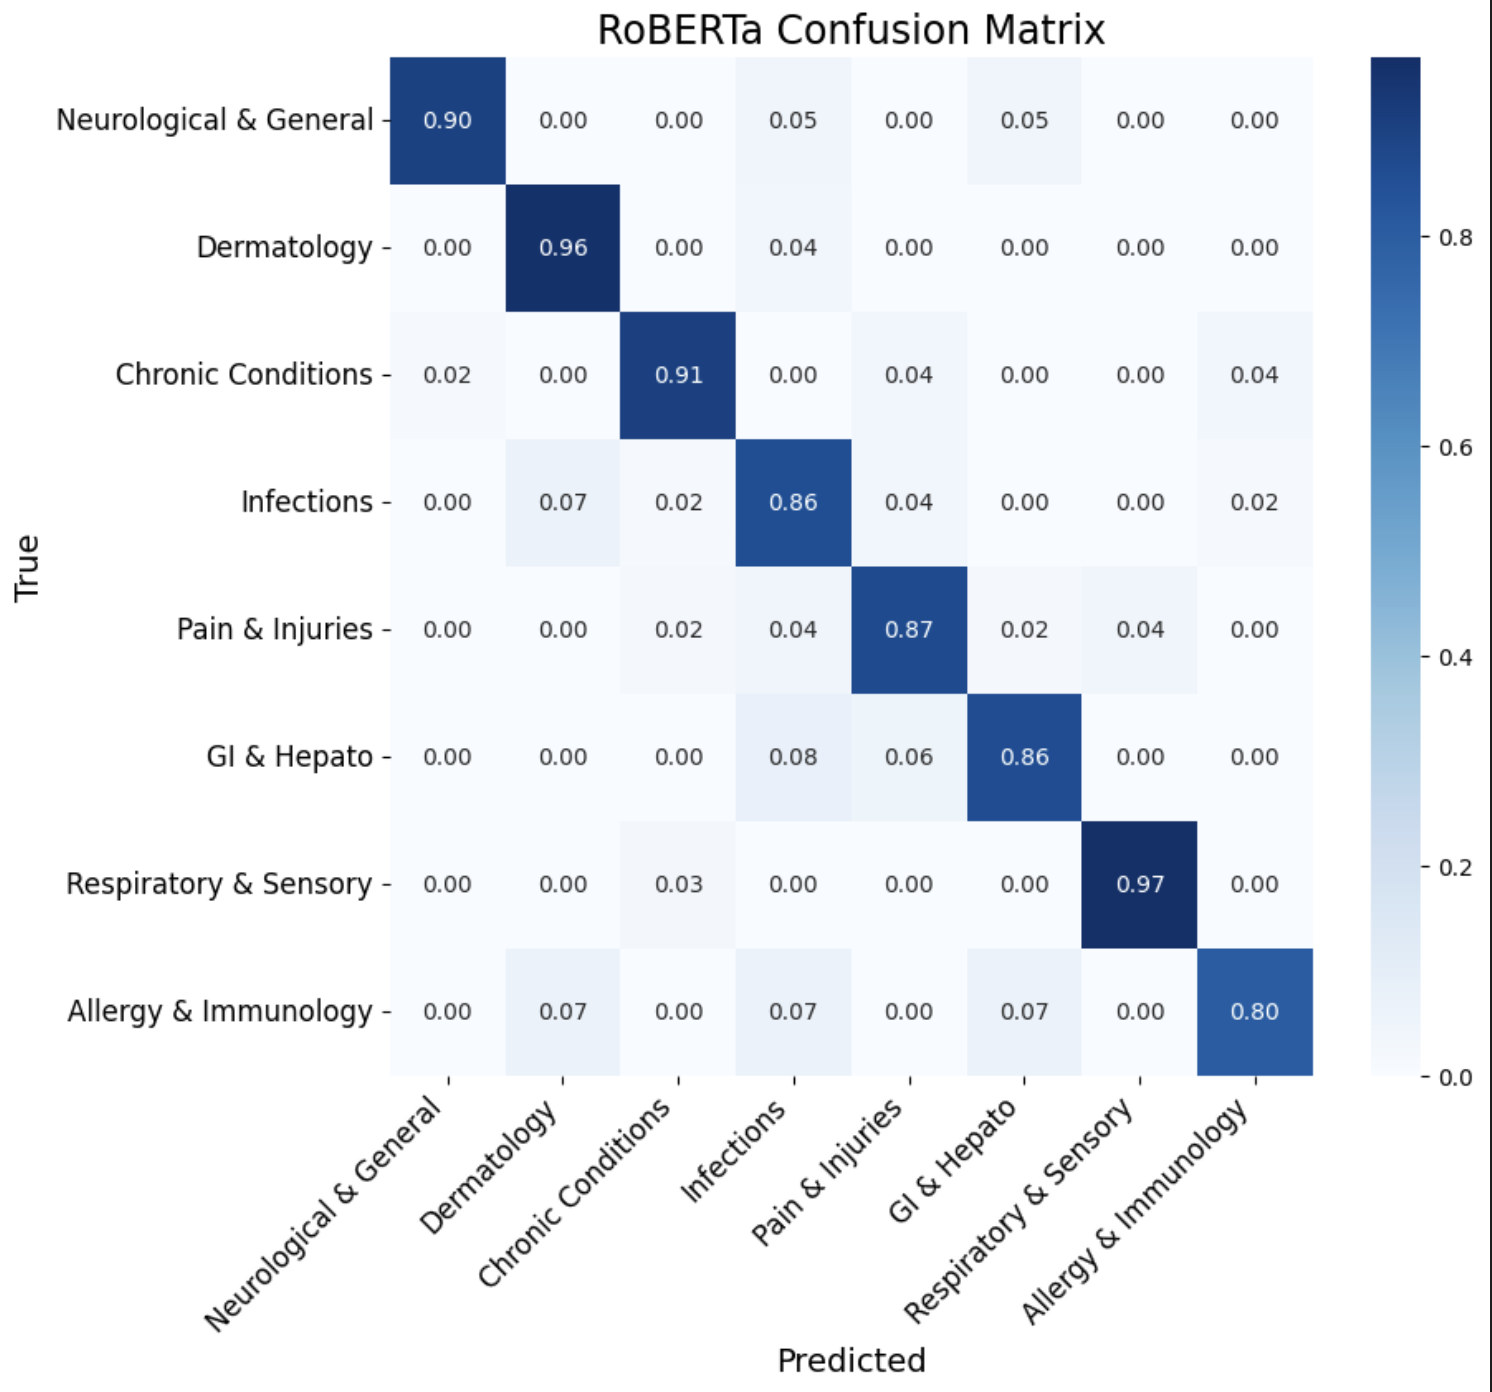 RoBERTa Confusion Matrix
Neurological & General 0.90 0.00 0.00 0.05 0.00 0.05 0.00 0.00
Dermatology 0.00 0.96 0.00 0.04 0.00 0.00 0.00 0.00
Chronic Conditions 0.02 0.00 0.91 0.00 0.04 0.00 0.00 0.04
Infections 0.00 0.07 0.02 0.86 0.04 0.00 0.00 0.02
Pain & Injuries 0.00 0.00 0.02 0.04 0.87 0.02 0.04 0.00
GI & Hepato 0.00 0.00 0.00 0.08 0.06 0.86 0.00 0.00
Respiratory & Sensory 0.00 0.00 0.03 0.00 0.00 0.00 0.97 0.00
Allergy & Immunology 0.00 0.07 0.00 0.07 0.00 0.07 0.00 0.80
True
Neurological & General
Dermatology
Chronic Conditions
Infections
Pain & Injuries
GI & Hepato
Respiratory & Sensory
Allergy & Immunology
Predicted
0.8
0.6
0.4
0.2
0.0